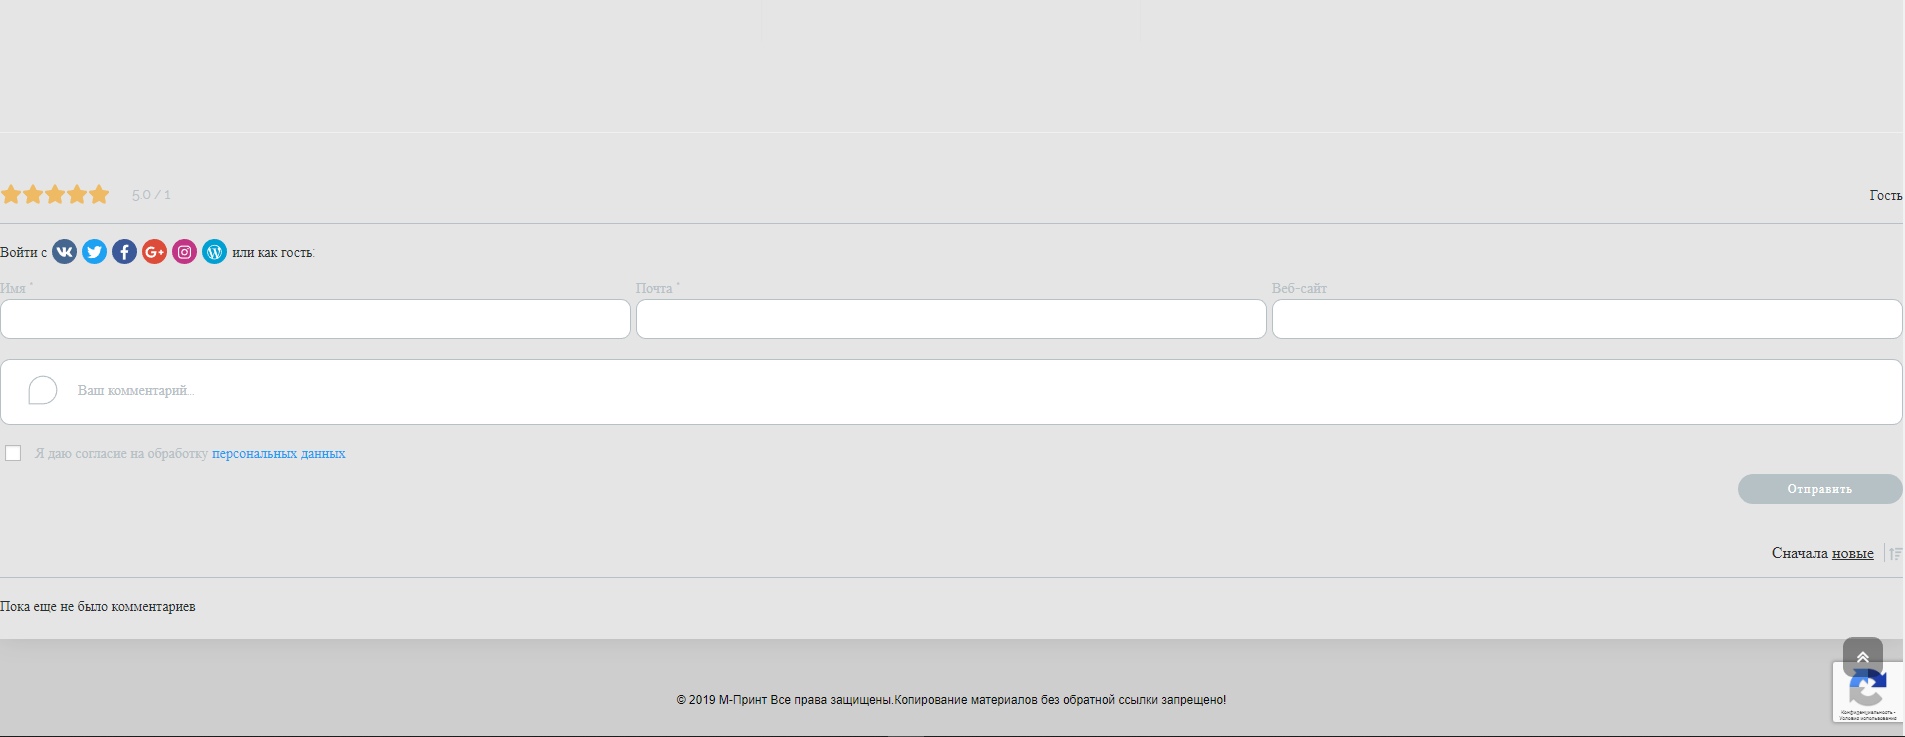 5.0 / 1
Гость
Войти с или как гость:
Имя * Почта * Веб-сайт
Ваш комментарий...
Я даю согласие на обработку персональных данных
Отправить
Сначала новые
Пока еще не было комментариев
© 2019 М-Принт Все права защищены.Копирование материалов без обратной ссылки запрещено!
Конфиденциальность -
Условия использования